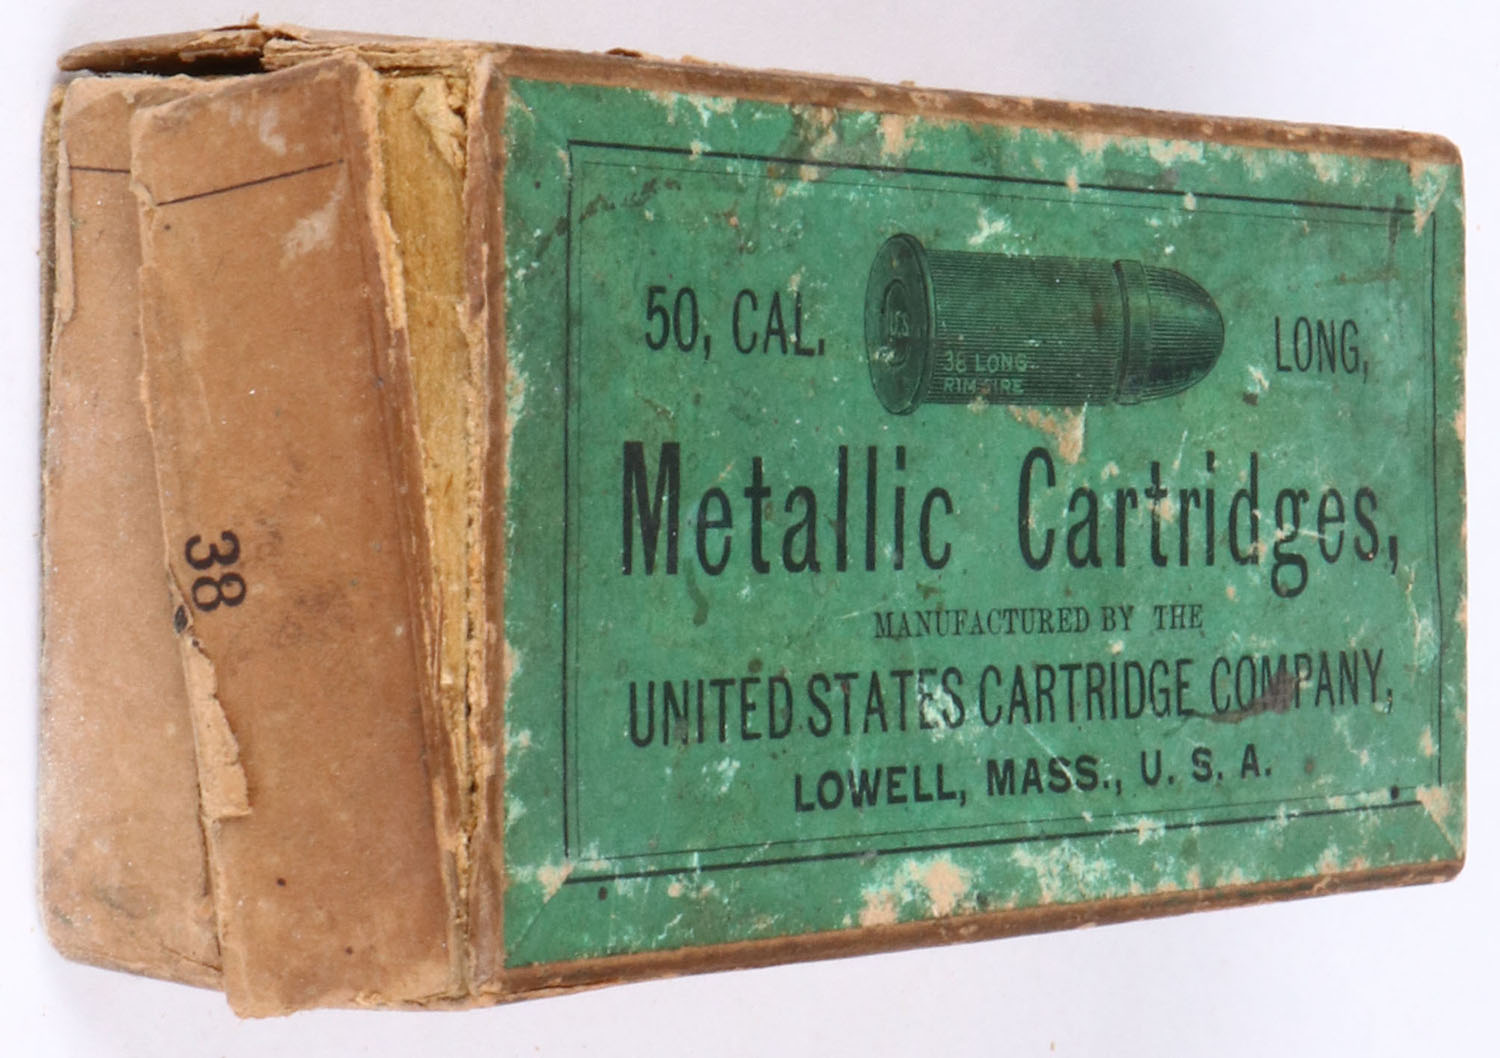 50, CAL.
U.S
38 LONG
RIM FIRE
LONG,
Metallic Cartridges,
MANUFACTURED BY THE
UNITED STATES CARTRIDGE COMPANY,
LOWELL, MASS., U. S. A.
38